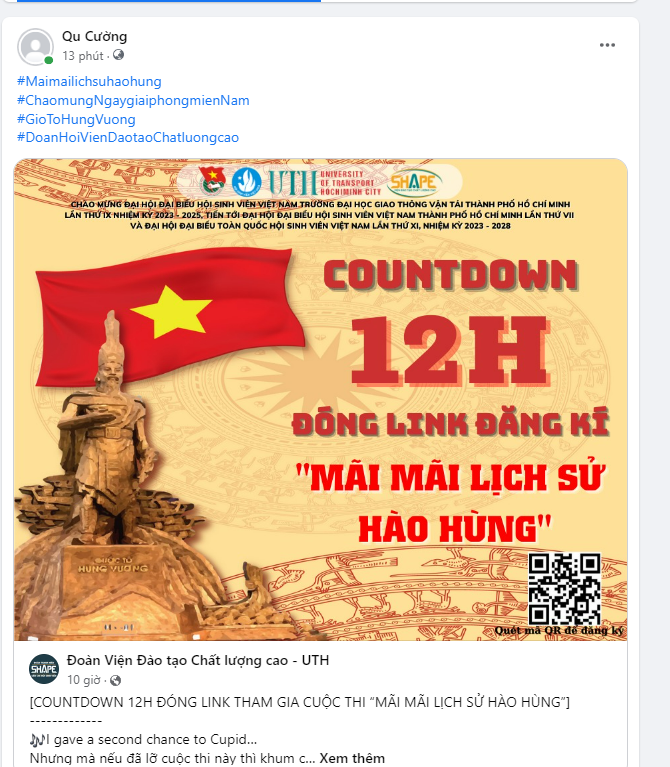 Qu Cường
13 phút ·
#Maimailichsuhaohung
#ChaomungNgaygiaiphongmienNam
#GioToHungVuong
#DoanHoiVienDaotaoChatluongcao
UTH UNIVERSITY OF TRANSPORT HOCHIMINH CITY SHAPE
CHÀO MỪNG ĐẠI HỘI ĐẠI BIỂU HỘI SINH VIÊN VIỆT NAM TRƯỜNG ĐẠI HỌC GIAO THÔNG VẬN TẢI THÀNH PHỐ HỒ CHÍ MINH
LẦN THỨ IX NHIỆM KỲ 2023 - 2025, TIẾN TỚI ĐẠI HỘI ĐẠI BIỂU HỘI SINH VIÊN VIỆT NAM THÀNH PHỐ HỒ CHÍ MINH LẦN THỨ VII
VÀ ĐẠI HỘI ĐẠI BIỂU TOÀN QUỐC HỘI SINH VIÊN VIỆT NAM LẦN THỨ XI, NHIỆM KỲ 2023 - 2028
COUNTDOWN
12H
ĐÓNG LINK ĐĂNG KÍ
"MÃI MÃI LỊCH SỬ
HÀO HÙNG"
QUỐC TỔ
HÙNG VƯƠNG
Quét mã QR để đăng ký
SHAPE
Đoàn Viện Đào tạo Chất lượng cao - UTH
10 giờ ·
[COUNTDOWN 12H ĐÓNG LINK THAM GIA CUỘC THI “MÃI MÃI LỊCH SỬ HÀO HÙNG”]
-------------
🎶I gave a second chance to Cupid...
Nhưng mà nếu đã lỡ cuộc thi này thì khum c... Xem thêm